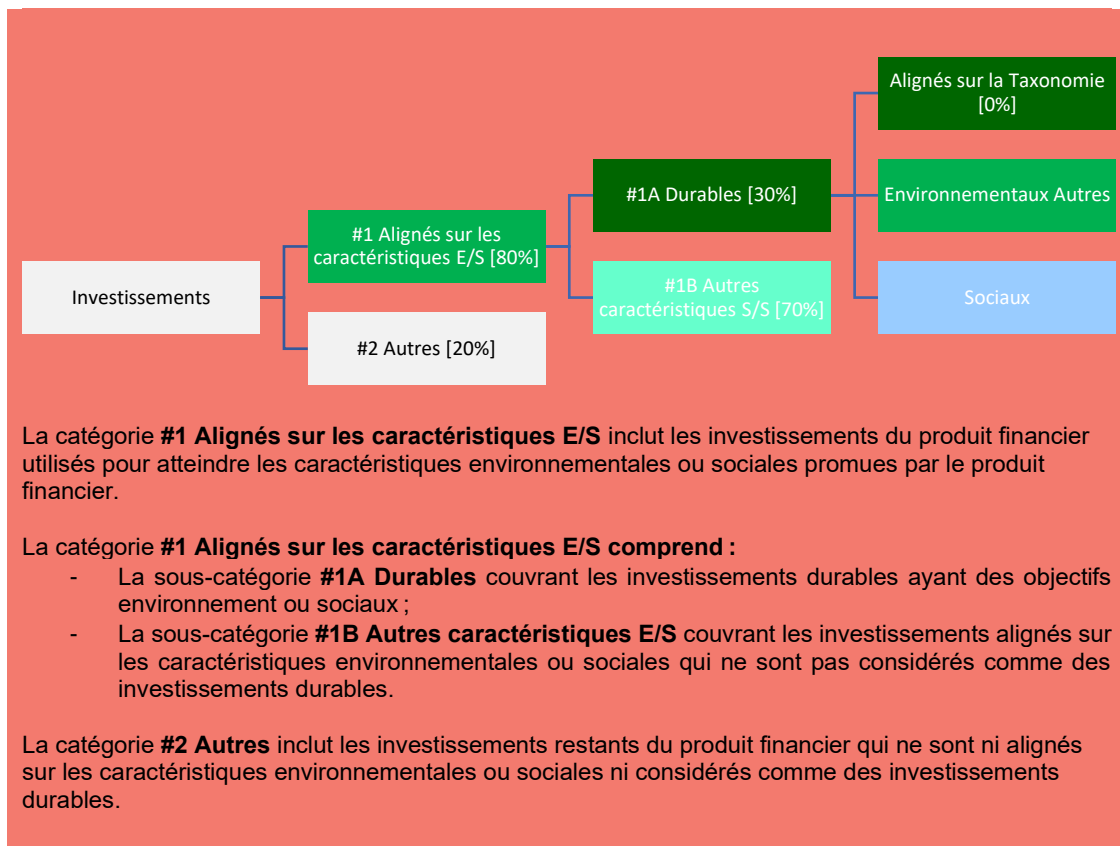 Alignés sur la Taxonomie
[0%]
#1A Durables [30%]
Environnementaux Autres
#1 Alignés sur les
caractéristiques E/S [80%]
Investissements
#1B Autres
caractéristiques S/S [70%]
Sociaux
#2 Autres [20%]
La catégorie #1 Alignés sur les caractéristiques E/S inclut les investissements du produit financier
utilisés pour atteindre les caractéristiques environnementales ou sociales promues par le produit
financier.
La catégorie #1 Alignés sur les caractéristiques E/S comprend :
- La sous-catégorie #1A Durables couvrant les investissements durables ayant des objectifs
environnement ou sociaux ;
- La sous-catégorie #1B Autres caractéristiques E/S couvrant les investissements alignés sur
les caractéristiques environnementales ou sociales qui ne sont pas considérés comme des
investissements durables.
La catégorie #2 Autres inclut les investissements restants du produit financier qui ne sont ni alignés
sur les caractéristiques environnementales ou sociales ni considérés comme des investissements
durables.